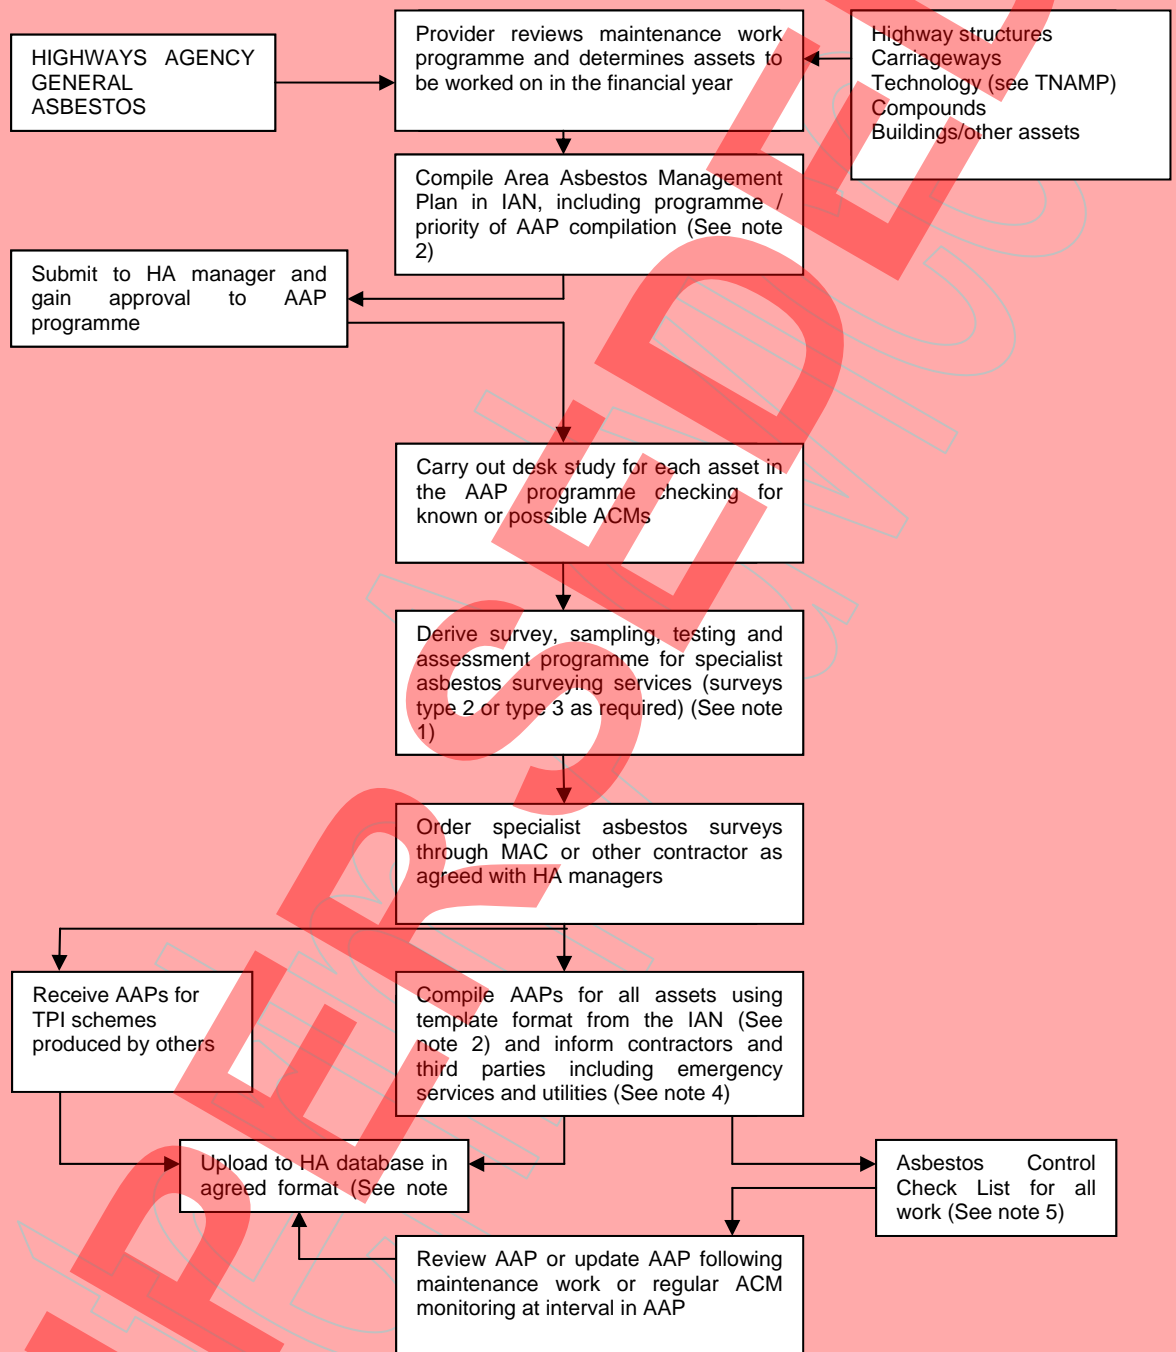 HIGHWAYS AGENCY
GENERAL
ASBESTOS
Provider reviews maintenance work
programme and determines assets to
be worked on in the financial year
Highway structures
Carriageways
Technology (see TNAMP)
Compounds
Buildings/other assets
Compile Area Asbestos Management
Plan in IAN, including programme /
priority of AAP compilation (See note
2)
Submit to HA manager and
gain approval to AAP
programme
Carry out desk study for each asset in
the AAP programme checking for
known or possible ACMs
Derive survey, sampling, testing and
assessment programme for specialist
asbestos surveying services (surveys
type 2 or type 3 as required) (See note
1)
Order specialist asbestos surveys
through MAC or other contractor as
agreed with HA managers
Receive AAPs for
TPI schemes
produced by others
Compile AAPs for all assets using
template format from the IAN (See
note 2) and inform contractors and
third parties including emergency
services and utilities (See note 4)
Upload to HA database in
agreed format (See note
Asbestos Control
Check List for all
work (See note 5)
Review AAP or update AAP following
maintenance work or regular ACM
monitoring at interval in AAP
PERSEDED